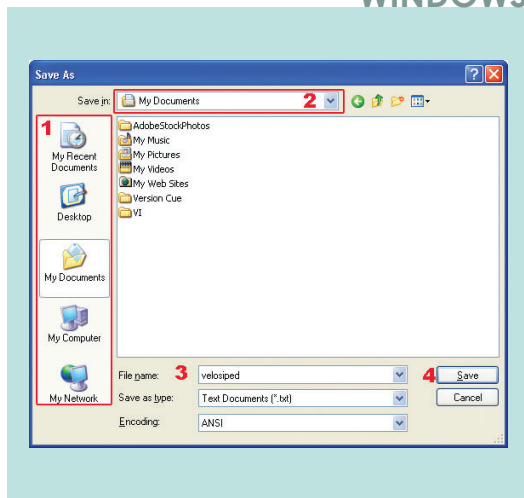 WINDOWS
Save As
Save in: My Documents 2
1
My Recent
Documents
Desktop
My Documents
My Computer
My Network
AdobeStockPhotos
My Music
My Pictures
My Videos
My Web Sites
Version Cue
VI
File name: 3 velosiped 4 Save
Save as type: Text Documents (*.txt) Cancel
Encoding: ANSI